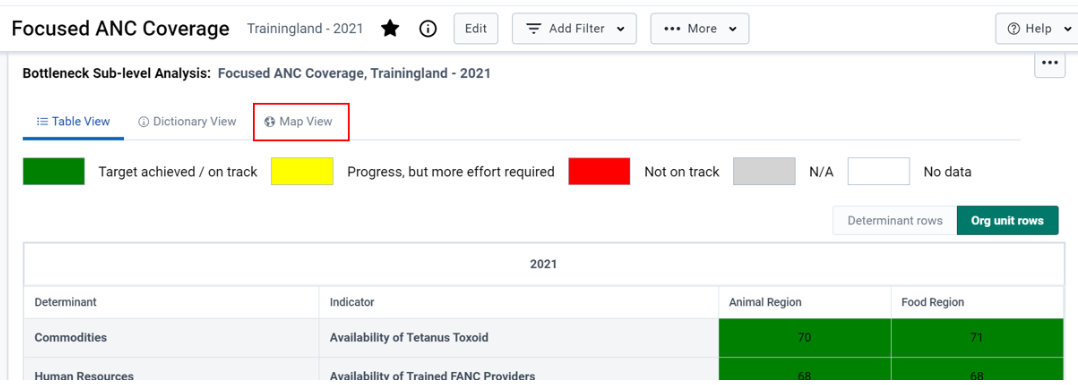 Focused ANC Coverage Trainingland - 2021 Edit Add Filter More Help
Bottleneck Sub-level Analysis: Focused ANC Coverage, Trainingland - 2021
Table View Dictionary View Map View
Target achieved / on track Progress, but more effort required Not on track N/A No data
Determinant rows Org unit rows
2021
Determinant Indicator Animal Region Food Region
Commodities Availability of Tetanus Toxoid 70 71
Human Resources Availability of Trained FANC Providers 68 68